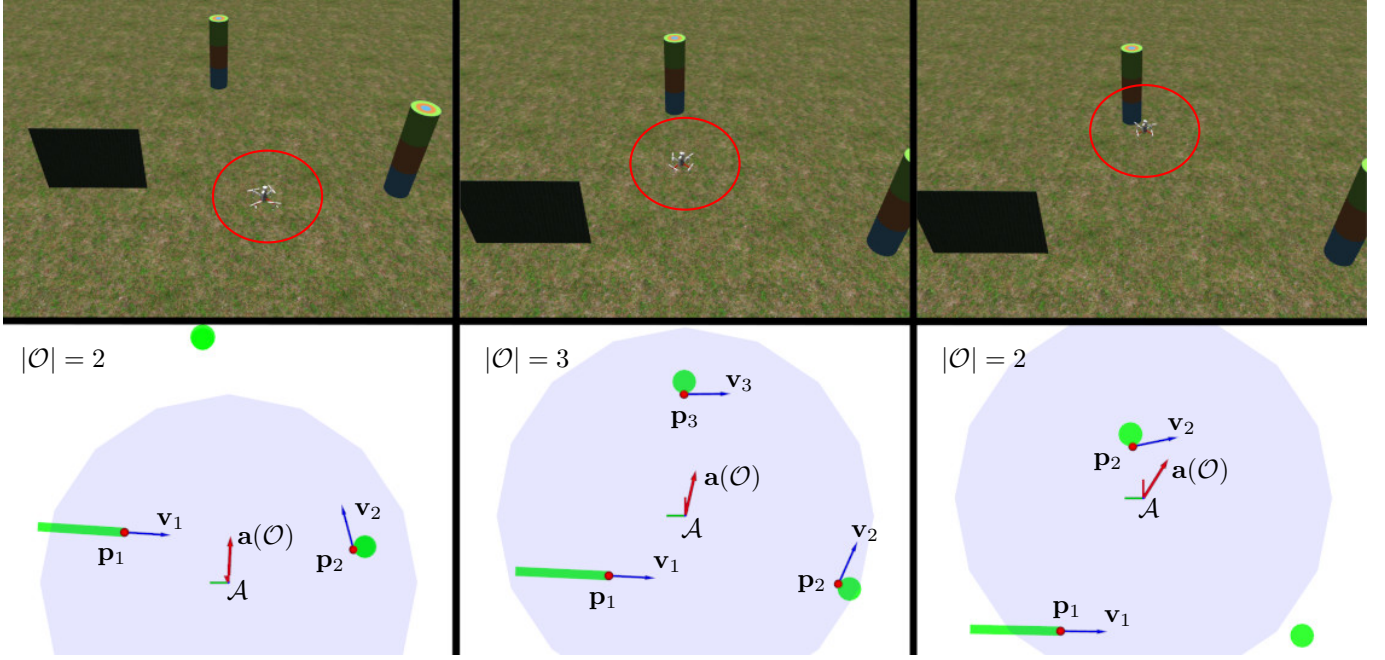 |𝒪| = 2
v₁
p₁
v₂
p₂
a(𝒪)
𝒜
|𝒪| = 3
v₃
p₃
a(𝒪)
𝒜
v₂
p₂
v₁
p₁
|𝒪| = 2
v₂
p₂
a(𝒪)
𝒜
p₁
v₁